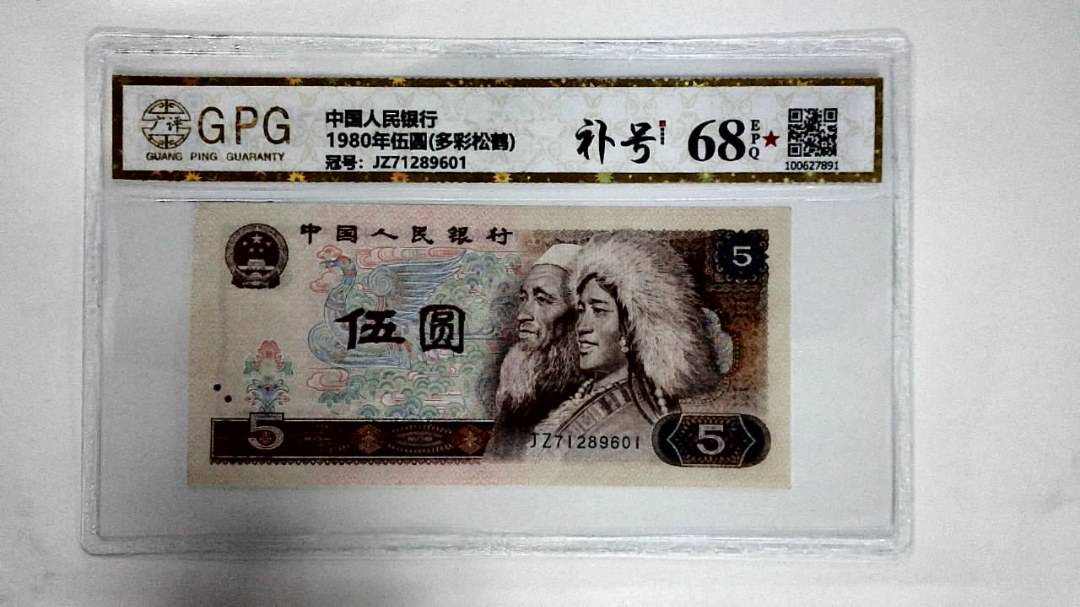 广评
GPG
GUANG PING GUARANTY
中国人民银行
1980年伍圆(多彩松鹤)
冠号: JZ71289601
补号
68 EPQ★
100627891
中国人民银行
5
伍圆
5
JZ71289601
5